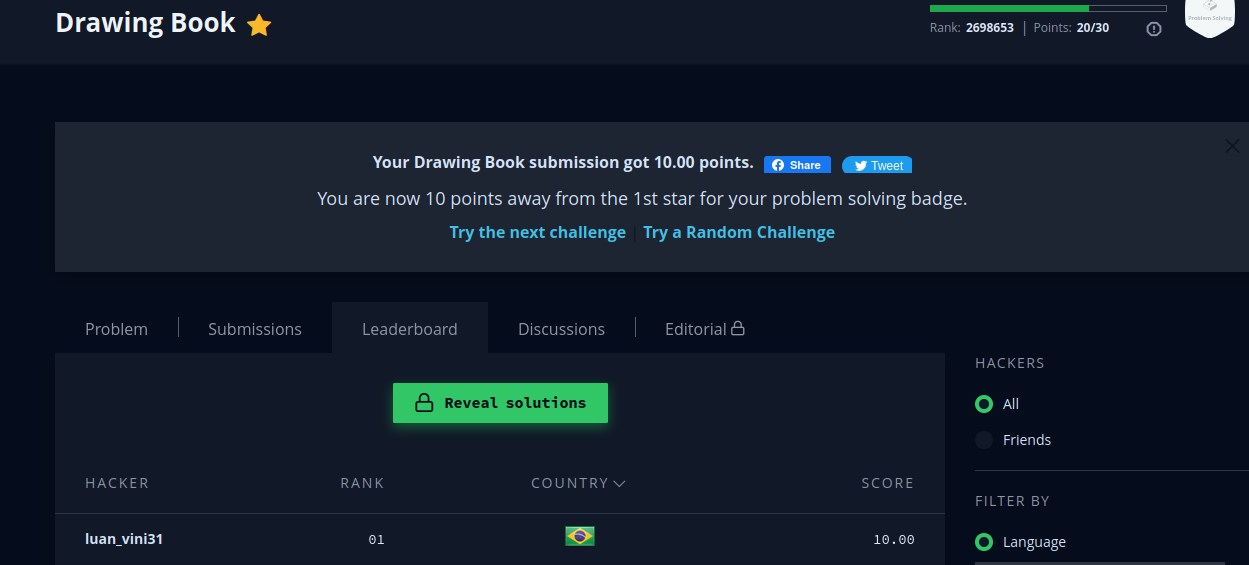 Drawing Book
Rank: 2698653 | Points: 20/30
Problem Solving
Your Drawing Book submission got 10.00 points. Share Tweet
You are now 10 points away from the 1st star for your problem solving badge.
Try the next challenge | Try a Random Challenge
Problem Submissions Leaderboard Discussions Editorial
Reveal solutions
HACKER RANK COUNTRY SCORE
luan_vini31 01 10.00
HACKERS
All
Friends
FILTER BY
Language